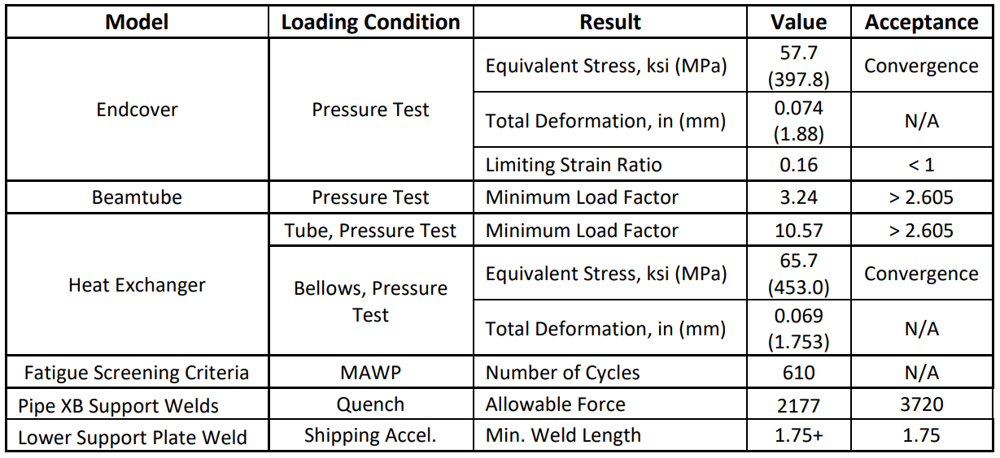 Model Loading Condition Result Value Acceptance
Endcover Pressure Test Equivalent Stress, ksi (MPa) 57.7 (397.8) Convergence
Total Deformation, in (mm) 0.074 (1.88) N/A
Limiting Strain Ratio 0.16 < 1
Beamtube Pressure Test Minimum Load Factor 3.24 > 2.605
Heat Exchanger Tube, Pressure Test Minimum Load Factor 10.57 > 2.605
Bellows, Pressure Test Equivalent Stress, ksi (MPa) 65.7 (453.0) Convergence
Total Deformation, in (mm) 0.069 (1.753) N/A
Fatigue Screening Criteria MAWP Number of Cycles 610 N/A
Pipe XB Support Welds Quench Allowable Force 2177 3720
Lower Support Plate Weld Shipping Accel. Min. Weld Length 1.75+ 1.75